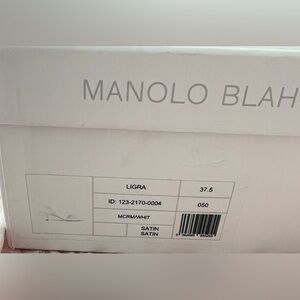 MANOLO BLAH
LIGRA 37.5
ID: 123-2170-0004 050
MCRM/WHIT
SATIN
SATIN